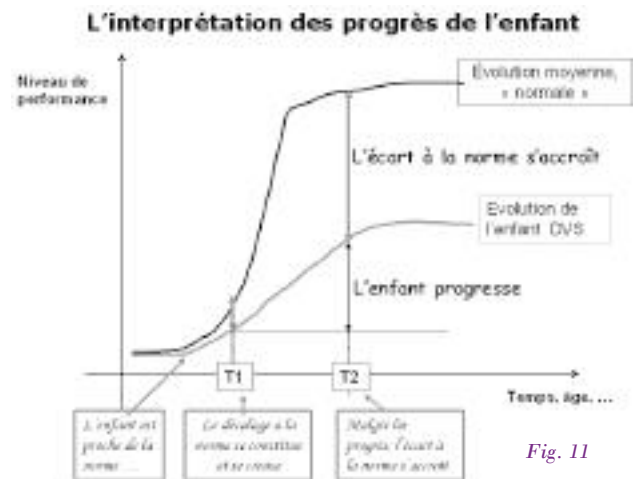 L'interprétation des progrès de l'enfant
Niveau de
performance
Évolution moyenne,
« normale »
L'écart à la norme s'accroît
Evolution de
l'enfant DVS
L'enfant progresse
T1
T2
Temps, âge, ...
L'enfant est
proche de la
norme ...
Le décalage à la
norme se constitue
et se creuse
Malgré les
progrès, l'écart à
la norme s'accroît
Fig. 11